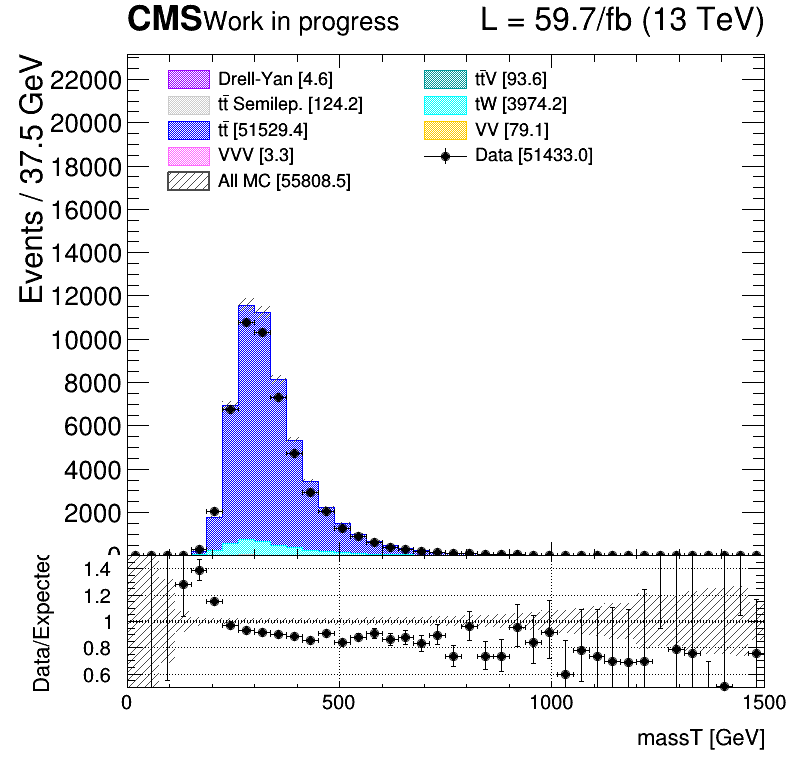 CMS Work in progress L = 59.7/fb (13 TeV)
Events / 37.5 GeV
22000
20000
18000
16000
14000
12000
10000
8000
6000
4000
2000
0
Drell-Yan [4.6]
tt̄ Semilep. [124.2]
tt̄ [51529.4]
VVV [3.3]
All MC [55808.5]
tt̄V [93.6]
tW [3974.2]
VV [79.1]
Data [51433.0]
Data/Expected
1.4
1.2
1
0.8
0.6
0 500 1000 1500
massT [GeV]